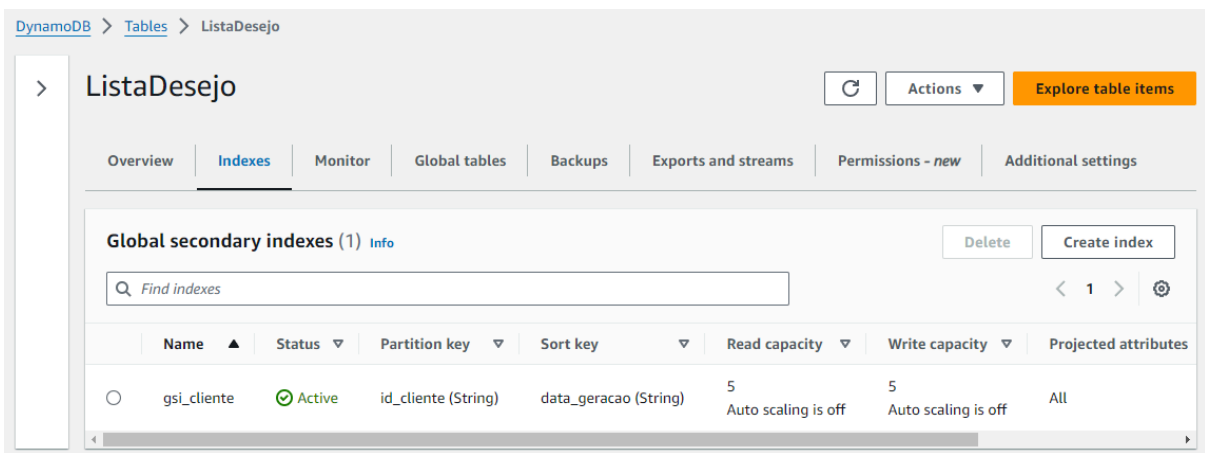 DynamoDB > Tables > ListaDesejo
ListaDesejo
Actions
Explore table items
Overview Indexes Monitor Global tables Backups Exports and streams Permissions - new Additional settings
Global secondary indexes (1) Info
Delete
Create index
Find indexes
1
Name Status Partition key Sort key Read capacity Write capacity Projected attributes
gsi_cliente Active id_cliente (String) data_geracao (String) 5 5 All
Auto scaling is off Auto scaling is off